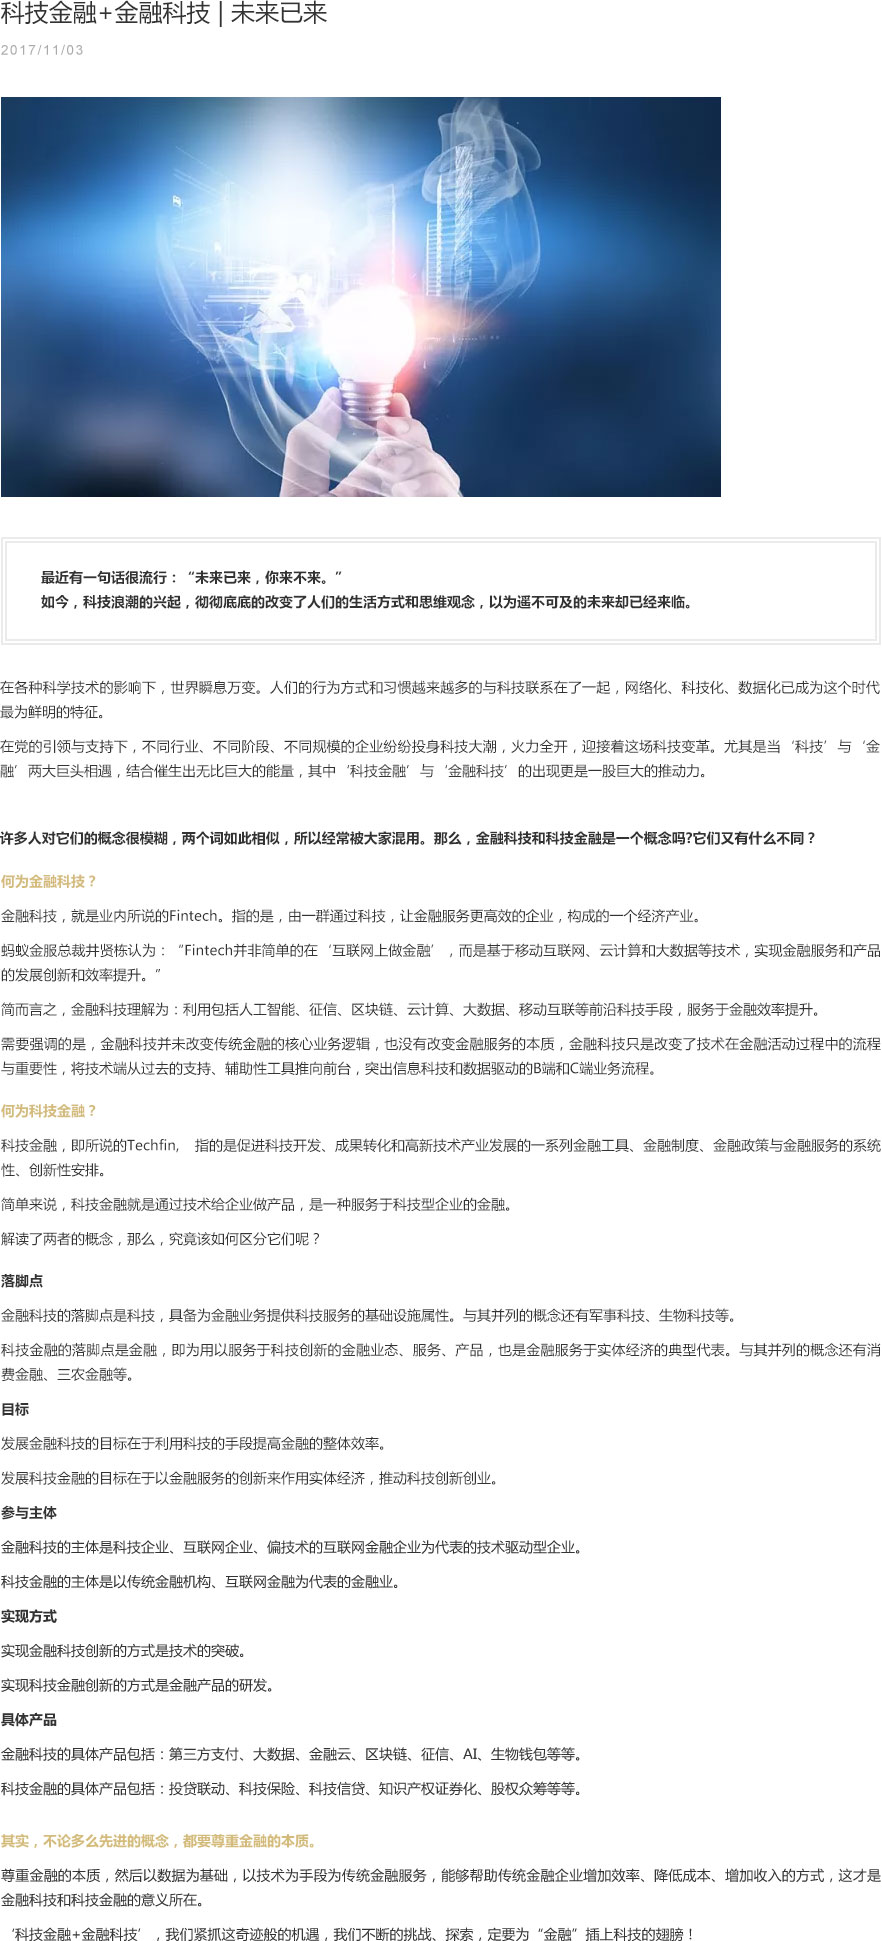 科技金融+金融科技 | 未来已来
2017/11/03
最近有一句话很流行：“未来已来，你来不来。”
如今，科技浪潮的兴起，彻彻底底的改变了人们的生活方式和思维观念，以为遥不可及的未来却已经来临。
在各种科学技术的影响下，世界瞬息万变。人们的行为方式和习惯越来越多的与科技联系在了一起，网络化、科技化、数据化已成为这个时代
最为鲜明的特征。
在党的引领与支持下，不同行业、不同阶段、不同规模的企业纷纷投身科技大潮，火力全开，迎接着这场科技变革。尤其是当‘科技’与‘金
融’两大巨头相遇，结合催生出无比巨大的能量，其中‘科技金融’与‘金融科技’的出现更是一股巨大的推动力。
许多人对它们的概念很模糊，两个词如此相似，所以经常被大家混用。那么，金融科技和科技金融是一个概念吗?它们又有什么不同？
何为金融科技？
金融科技，就是业内所说的Fintech。指的是，由一群通过科技，让金融服务更高效的企业，构成的一个经济产业。
蚂蚁金服总裁井贤栋认为：“Fintech并非简单的在‘互联网上做金融’，而是基于移动互联网、云计算和大数据等技术，实现金融服务和产品
的发展创新和效率提升。”
简而言之，金融科技理解为：利用包括人工智能、征信、区块链、云计算、大数据、移动互联等前沿科技手段，服务于金融效率提升。
需要强调的是，金融科技并未改变传统金融的核心业务逻辑，也没有改变金融服务的本质，金融科技只是改变了技术在金融活动过程中的流程
与重要性，将技术端从过去的支持、辅助性工具推向前台，突出信息科技和数据驱动的B端和C端业务流程。
何为科技金融？
科技金融，即所说的Techfin, 指的是促进科技开发、成果转化和高新技术产业发展的一系列金融工具、金融制度、金融政策与金融服务的系统
性、创新性安排。
简单来说，科技金融就是通过技术给企业做产品，是一种服务于科技型企业的金融。
解读了两者的概念，那么，究竟该如何区分它们呢？
落脚点
金融科技的落脚点是科技，具备为金融业务提供科技服务的基础设施属性。与其并列的概念还有军事科技、生物科技等。
科技金融的落脚点是金融，即为用以服务于科技创新的金融业态、服务、产品，也是金融服务于实体经济的典型代表。与其并列的概念还有消
费金融、三农金融等。
目标
发展金融科技的目标在于利用科技的手段提高金融的整体效率。
发展科技金融的目标在于以金融服务的创新来作用实体经济，推动科技创新创业。
参与主体
金融科技的主体是科技企业、互联网企业、偏技术的互联网金融企业为代表的技术驱动型企业。
科技金融的主体是以传统金融机构、互联网金融为代表的金融业。
实现方式
实现金融科技创新的方式是技术的突破。
实现科技金融创新的方式是金融产品的研发。
具体产品
金融科技的具体产品包括：第三方支付、大数据、金融云、区块链、征信、AI、生物钱包等等。
科技金融的具体产品包括：投贷联动、科技保险、科技信贷、知识产权证券化、股权众筹等等。
其实，不论多么先进的概念，都要尊重金融的本质。
尊重金融的本质，然后以数据为基础，以技术为手段为传统金融服务，能够帮助传统金融企业增加效率、降低成本、增加收入的方式，这才是
金融科技和科技金融的意义所在。
‘科技金融+金融科技’，我们紧抓这奇迹般的机遇，我们不断的挑战、探索，定要为“金融”插上科技的翅膀！